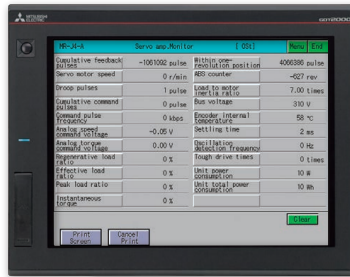 MITSUBISHI
ELECTRIC
GOT2000
MR-J4-A Servo amp.Monitor [ 0St] Menu End
Cumulative feedback pulses -1061092 pulse
Within one-revolution position 4066386 pulse
Servo motor speed 0 r/min
ABS counter -627 rev
Droop pulses 1 pulse
Load to motor inertia ratio 7.00 times
Cumulative command pulses 0 pulse
Bus voltage 310 V
Command pulse frequency 0 kbps
Encoder internal temperature 58 ℃
Analog speed command voltage -0.05 V
Settling time 2 ms
Analog torque command voltage 0.00 V
Oscillation detection frequency 0 Hz
Regenerative load ratio 0 %
Tough drive times 0 times
Effective load ratio 0 %
Unit power consumption 10 W
Peak load ratio 0 %
Unit total power consumption 10 Wh
Instantaneous torque 0 %
Clear
Print Screen
Cancel Print